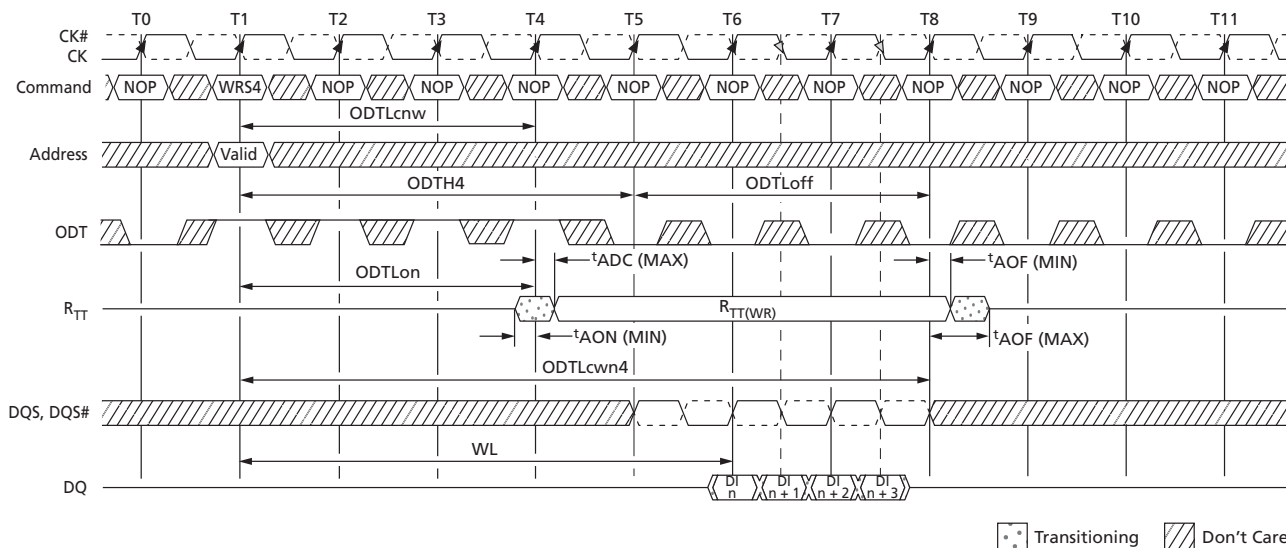 T0 T1 T2 T3 T4 T5 T6 T7 T8 T9 T10 T11
CK#
CK
Command NOP WRS4 NOP NOP NOP NOP NOP NOP NOP NOP NOP NOP
ODTLcnw
Address Valid
ODTH4 ODTLoff
ODT
tADC (MAX) tAOF (MIN)
ODTLon
RTT RTT(WR)
tAON (MIN) tAOF (MAX)
ODTLcwn4
DQS, DQS#
WL
DQ DI n DI n + 1 DI n + 2 DI n + 3
Transitioning Don't Care